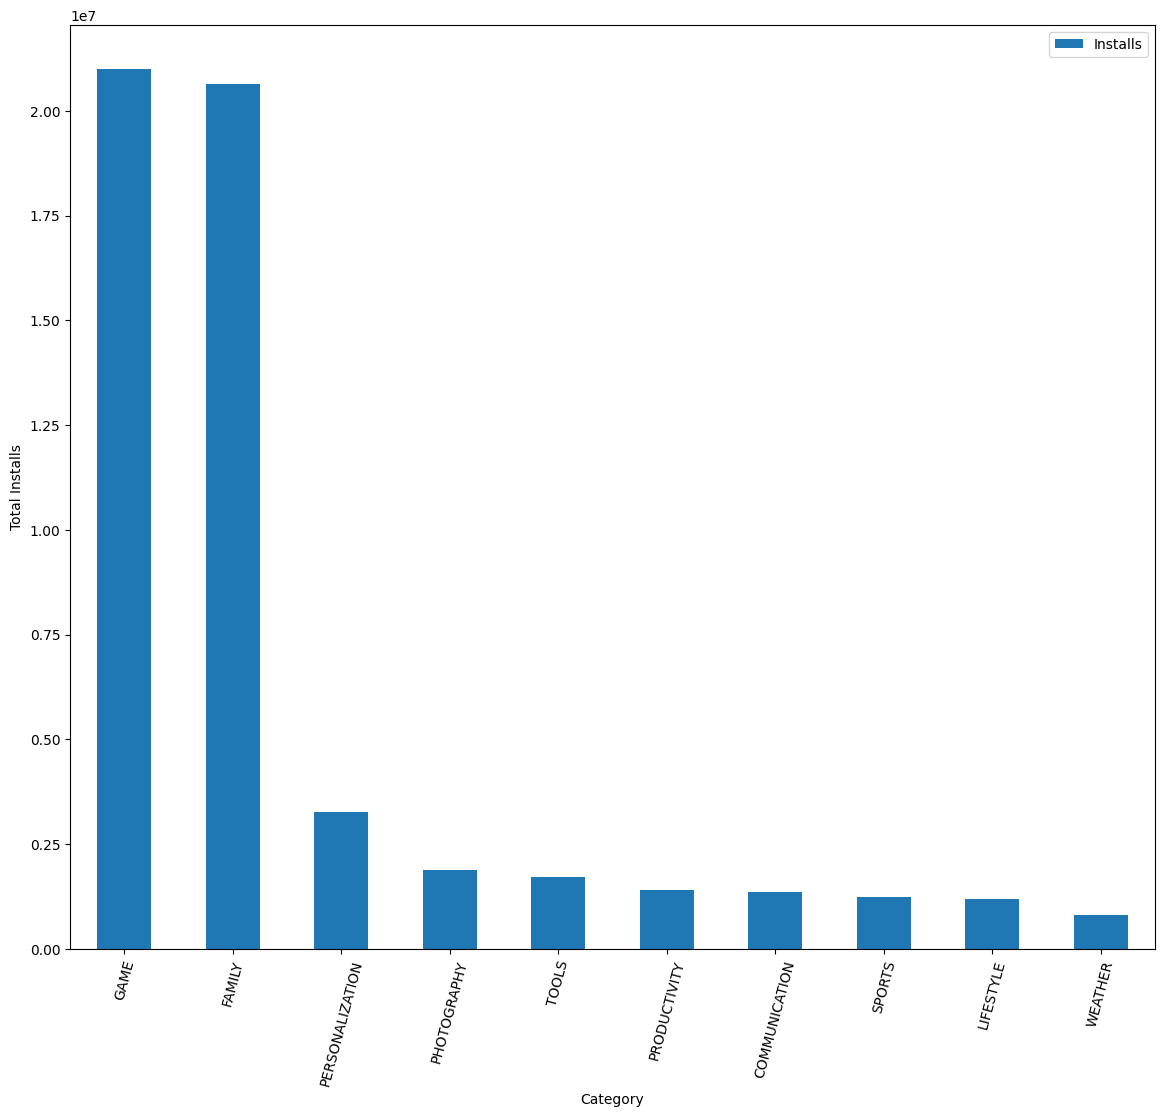 1e7
Installs
2.00
1.75
1.50
1.25
1.00
0.75
0.50
0.25
0.00
Total Installs
GAME
FAMILY
PERSONALIZATION
PHOTOGRAPHY
TOOLS
PRODUCTIVITY
COMMUNICATION
SPORTS
LIFESTYLE
WEATHER
Category